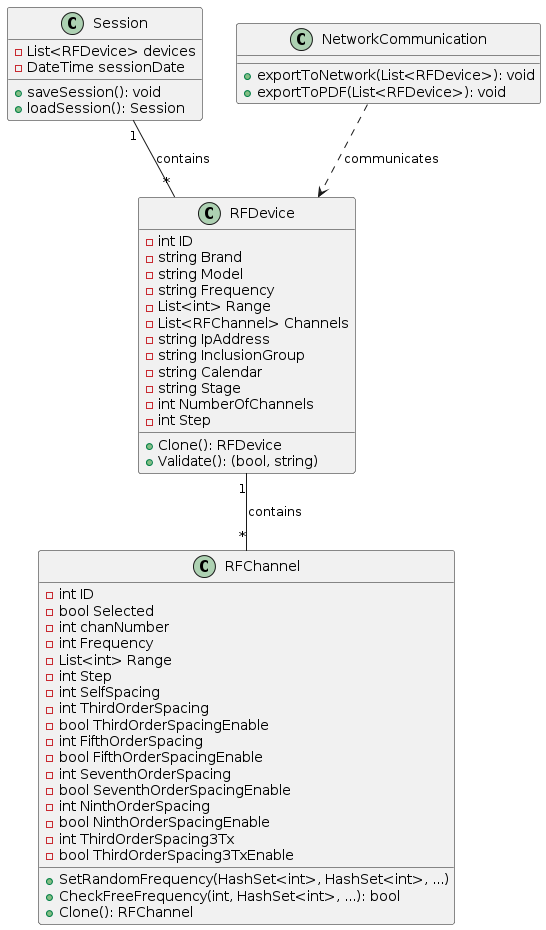 C Session
List<RFDevice> devices
DateTime sessionDate
saveSession(): void
loadSession(): Session
C NetworkCommunication
exportToNetwork(List<RFDevice>): void
exportToPDF(List<RFDevice>): void
1
contains
*
communicates
C RFDevice
int ID
string Brand
string Model
string Frequency
List<int> Range
List<RFChannel> Channels
string IpAddress
string InclusionGroup
string Calendar
string Stage
int NumberOfChannels
int Step
Clone(): RFDevice
Validate(): (bool, string)
1
contains
*
C RFChannel
int ID
bool Selected
int chanNumber
int Frequency
List<int> Range
int Step
int SelfSpacing
int ThirdOrderSpacing
bool ThirdOrderSpacingEnable
int FifthOrderSpacing
bool FifthOrderSpacingEnable
int SeventhOrderSpacing
bool SeventhOrderSpacingEnable
int NinthOrderSpacing
bool NinthOrderSpacingEnable
int ThirdOrderSpacing3Tx
bool ThirdOrderSpacing3TxEnable
SetRandomFrequency(HashSet<int>, HashSet<int>, ...)
CheckFreeFrequency(int, HashSet<int>, ...): bool
Clone(): RFChannel